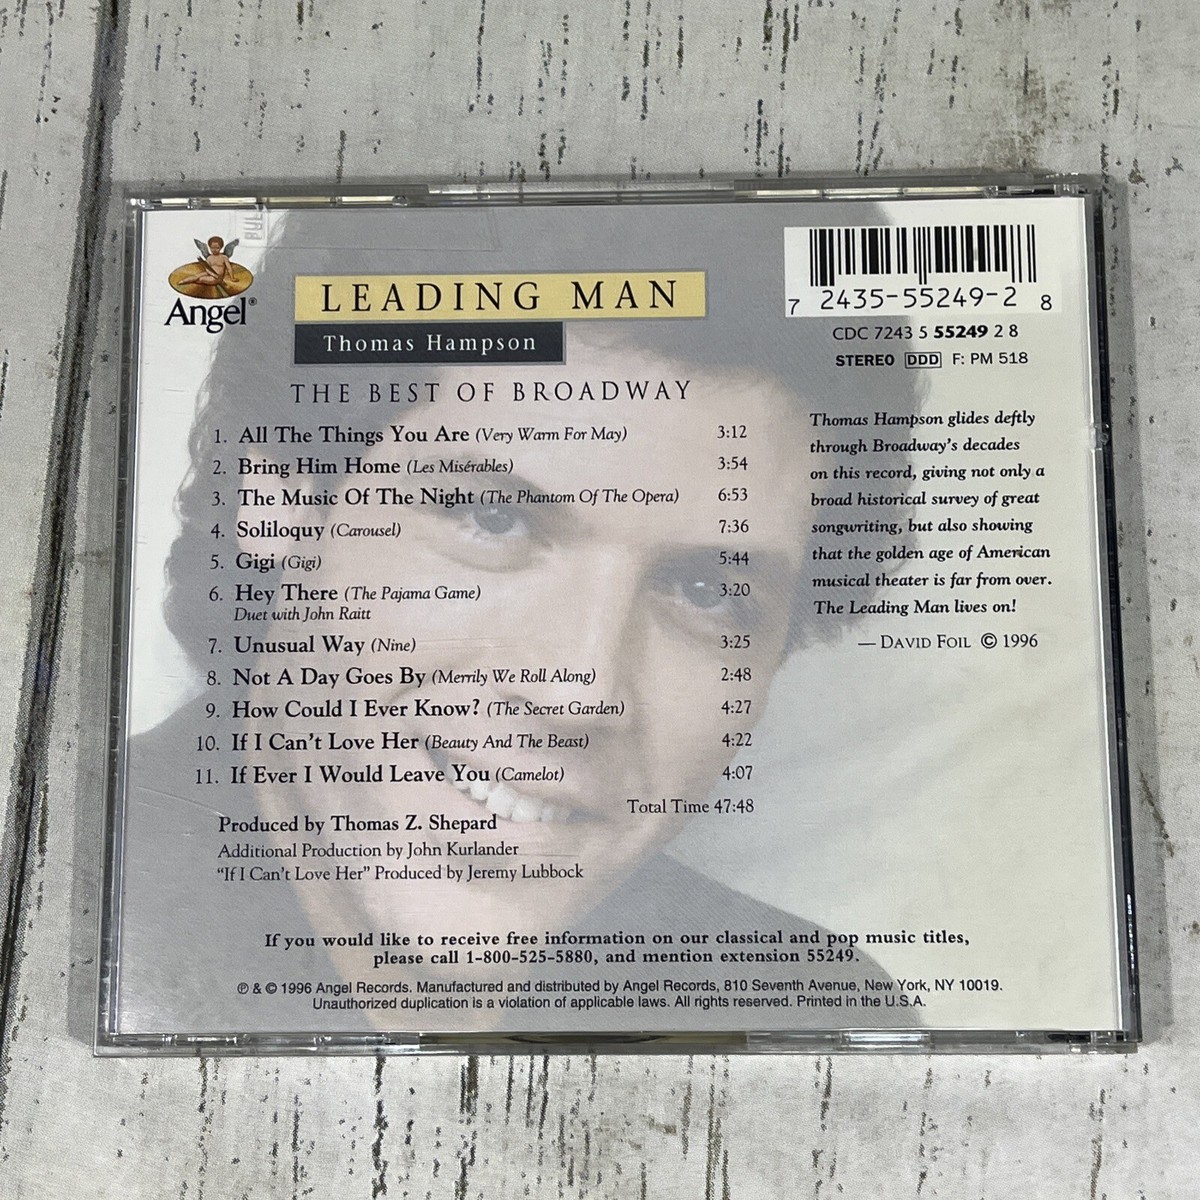 Angel®
LEADING MAN
Thomas Hampson
THE BEST OF BROADWAY
7 2435-55249-2 8
CDC 7243 5 55249 2 8
STEREO DDD F: PM 518
1. All The Things You Are (Very Warm For May) 3:12
2. Bring Him Home (Les Misérables) 3:54
3. The Music Of The Night (The Phantom Of The Opera) 6:53
4. Soliloquy (Carousel) 7:36
5. Gigi (Gigi) 5:44
6. Hey There (The Pajama Game) 3:20
Duet with John Raitt
7. Unusual Way (Nine) 3:25
8. Not A Day Goes By (Merrily We Roll Along) 2:48
9. How Could I Ever Know? (The Secret Garden) 4:27
10. If I Can't Love Her (Beauty And The Beast) 4:22
11. If Ever I Would Leave You (Camelot) 4:07
Total Time 47:48
Produced by Thomas Z. Shepard
Additional Production by John Kurlander
“If I Can't Love Her” Produced by Jeremy Lubbock
Thomas Hampson glides deftly
through Broadway's decades
on this record, giving not only a
broad historical survey of great
songwriting, but also showing
that the golden age of American
musical theater is far from over.
The Leading Man lives on!
— DAVID FOIL © 1996
If you would like to receive free information on our classical and pop music titles,
please call 1-800-525-5880, and mention extension 55249.
℗ & © 1996 Angel Records. Manufactured and distributed by Angel Records, 810 Seventh Avenue, New York, NY 10019.
Unauthorized duplication is a violation of applicable laws. All rights reserved. Printed in the U.S.A.